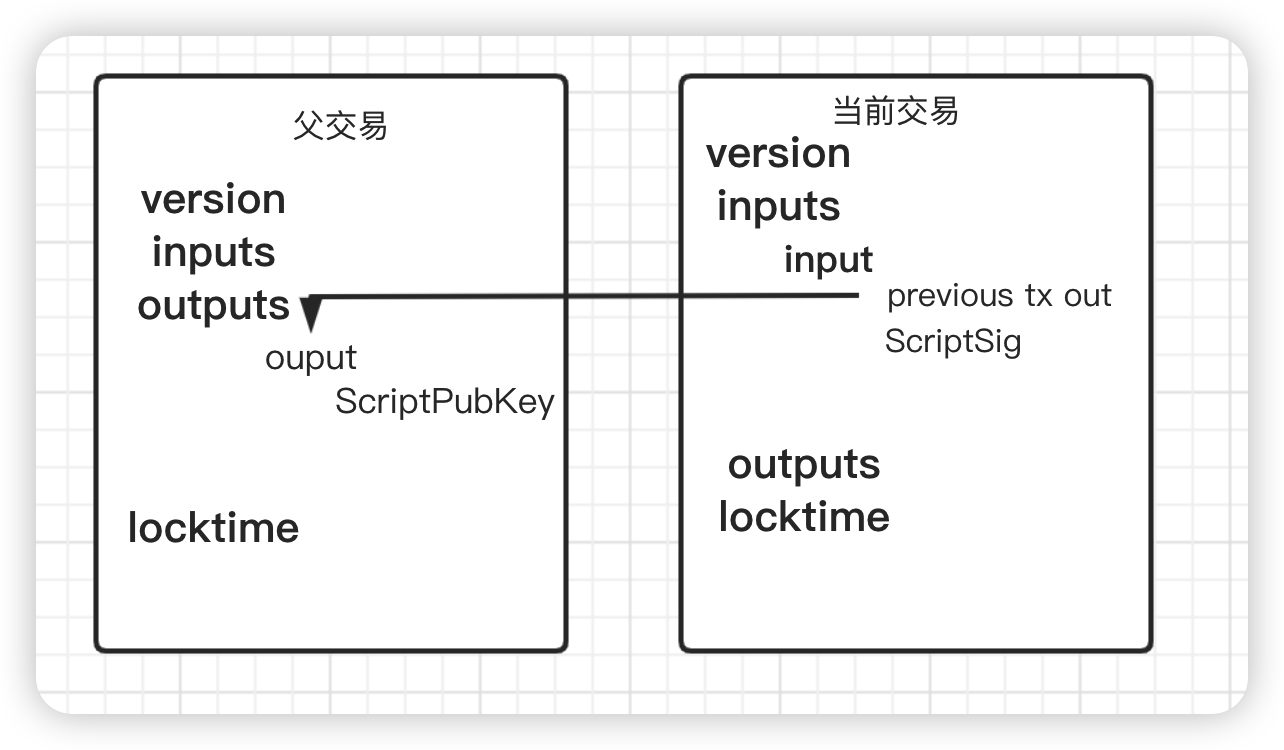 父交易
version
inputs
outputs
ouput
ScriptPubKey
locktime
当前交易
version
inputs
input
previous tx out
ScriptSig
outputs
locktime